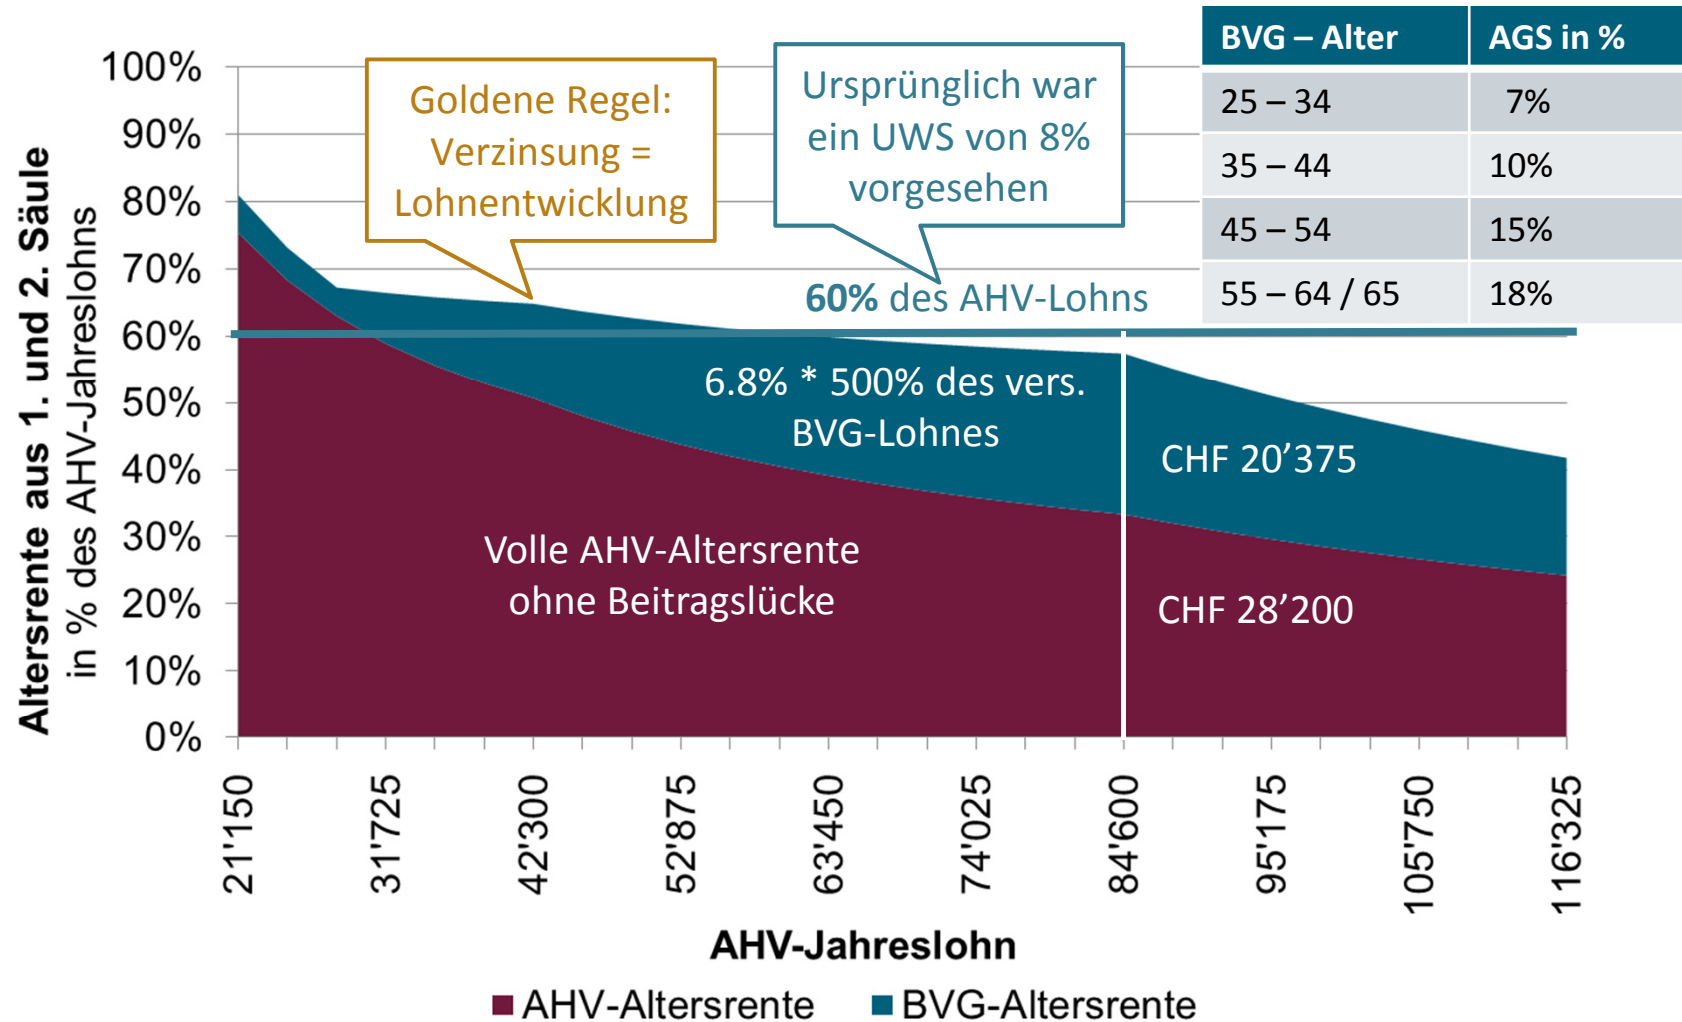 BVG – Alter AGS in %
25 – 34 7%
35 – 44 10%
45 – 54 15%
55 – 64 / 65 18%
Goldene Regel:
Verzinsung =
Lohnentwicklung
Ursprünglich war
ein UWS von 8%
vorgesehen
60% des AHV-Lohns
Altersrente aus 1. und 2. Säule
in % des AHV-Jahreslohns
100%
90%
80%
70%
60%
50%
40%
30%
20%
10%
0%
6.8% * 500% des vers.
BVG-Lohnes
CHF 20’375
Volle AHV-Altersrente
ohne Beitragslücke
CHF 28’200
21'150
31'725
42'300
52'875
63'450
74'025
84'600
95'175
105'750
116'325
AHV-Jahreslohn
AHV-Altersrente
BVG-Altersrente